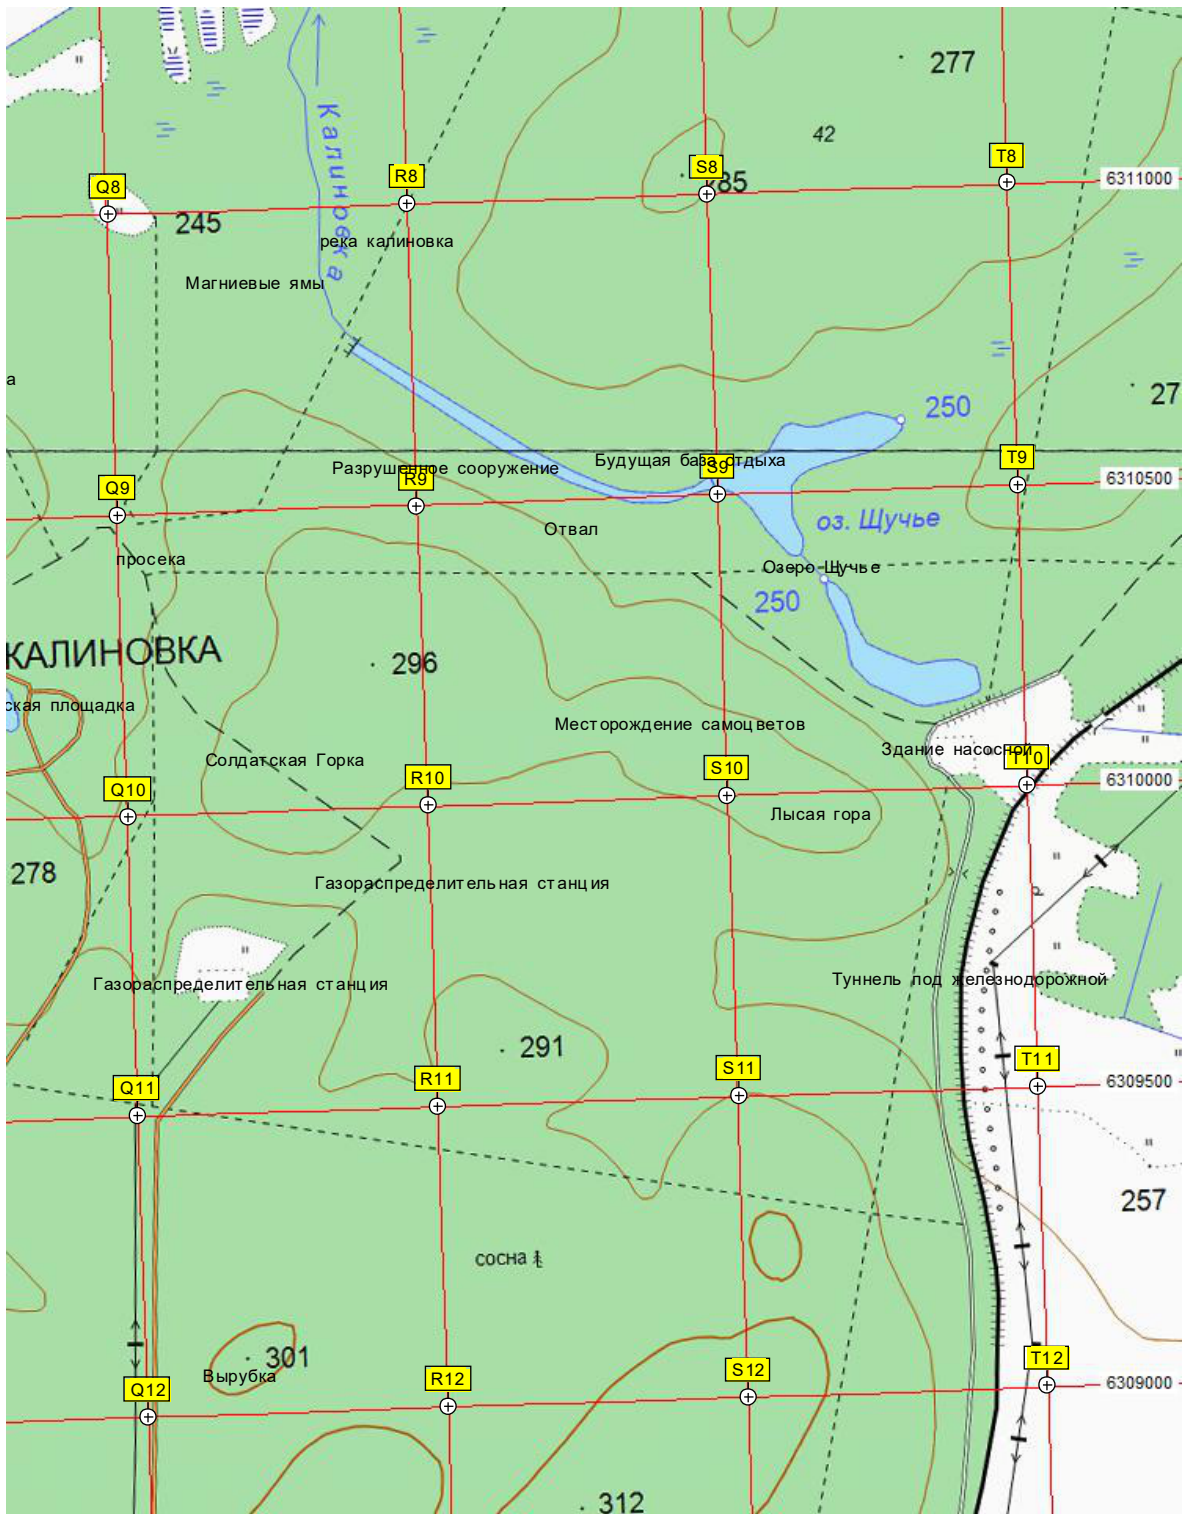 277
42
Калиновка
T8
S8
6311000
R8
Q8
85
245
река калиновка
Магниевые ямы
а
27
250
Будущая база отдыха
T9
Разрушенное сооружение
S9
R9
6310500
Q9
оз. Щучье
Отвал
просека
Озеро Щучье
250
КАЛИНОВКА
296
ская площадка
Месторождение самоцветов
Здание насосной
Солдатская Горка
T10
S10
R10
6310000
Q10
Лысая гора
278
Газораспределительная станция
Туннель под железнодорожной
Газораспределительная станция
291
T11
S11
6309500
R11
Q11
257
сосна
301
T12
S12
Вырубка
R12
6309000
Q12
312